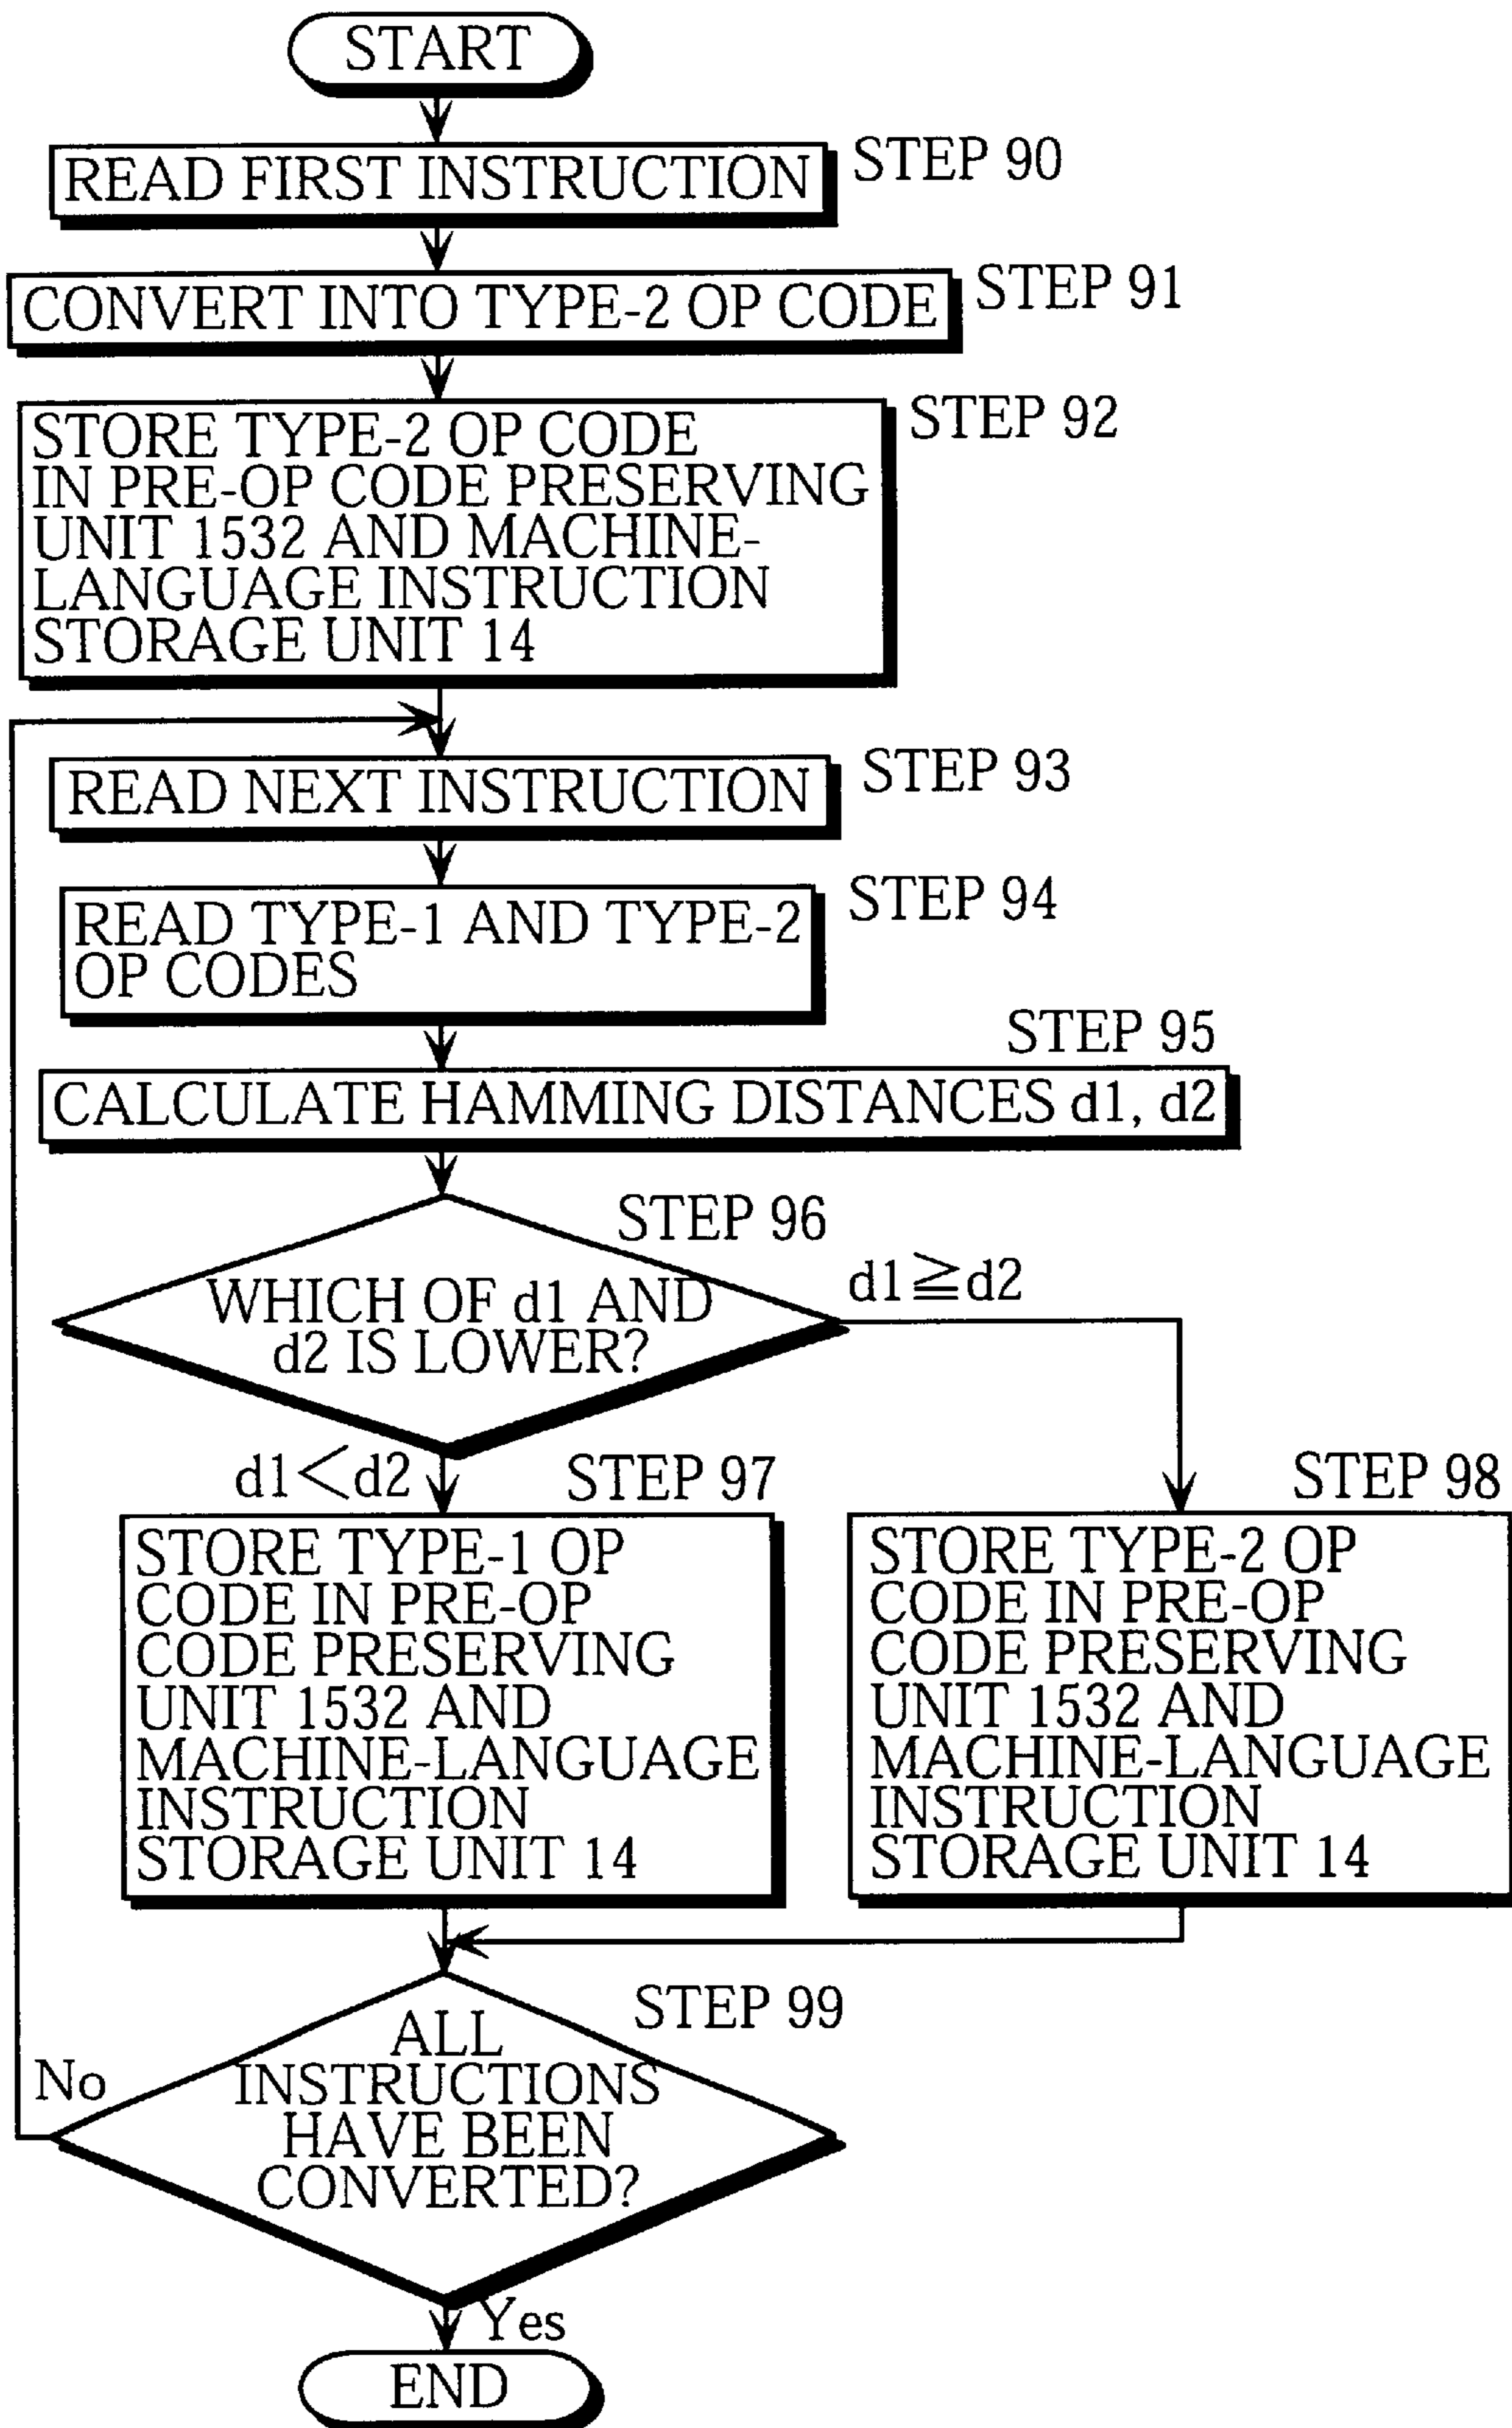 START
READ FIRST INSTRUCTION
STEP 90
CONVERT INTO TYPE-2 OP CODE
STEP 91
STORE TYPE-2 OP CODE
IN PRE-OP CODE PRESERVING
UNIT 1532 AND MACHINE-
LANGUAGE INSTRUCTION
STORAGE UNIT 14
STEP 92
READ NEXT INSTRUCTION
STEP 93
READ TYPE-1 AND TYPE-2
OP CODES
STEP 94
STEP 95
CALCULATE HAMMING DISTANCES d1, d2
STEP 96
WHICH OF d1 AND
d2 IS LOWER?
d1≧d2
d1<d2
STEP 97
STORE TYPE-1 OP
CODE IN PRE-OP
CODE PRESERVING
UNIT 1532 AND
MACHINE-LANGUAGE
INSTRUCTION
STORAGE UNIT 14
STEP 98
STORE TYPE-2 OP
CODE IN PRE-OP
CODE PRESERVING
UNIT 1532 AND
MACHINE-LANGUAGE
INSTRUCTION
STORAGE UNIT 14
STEP 99
ALL
INSTRUCTIONS
HAVE BEEN
CONVERTED?
No
Yes
END